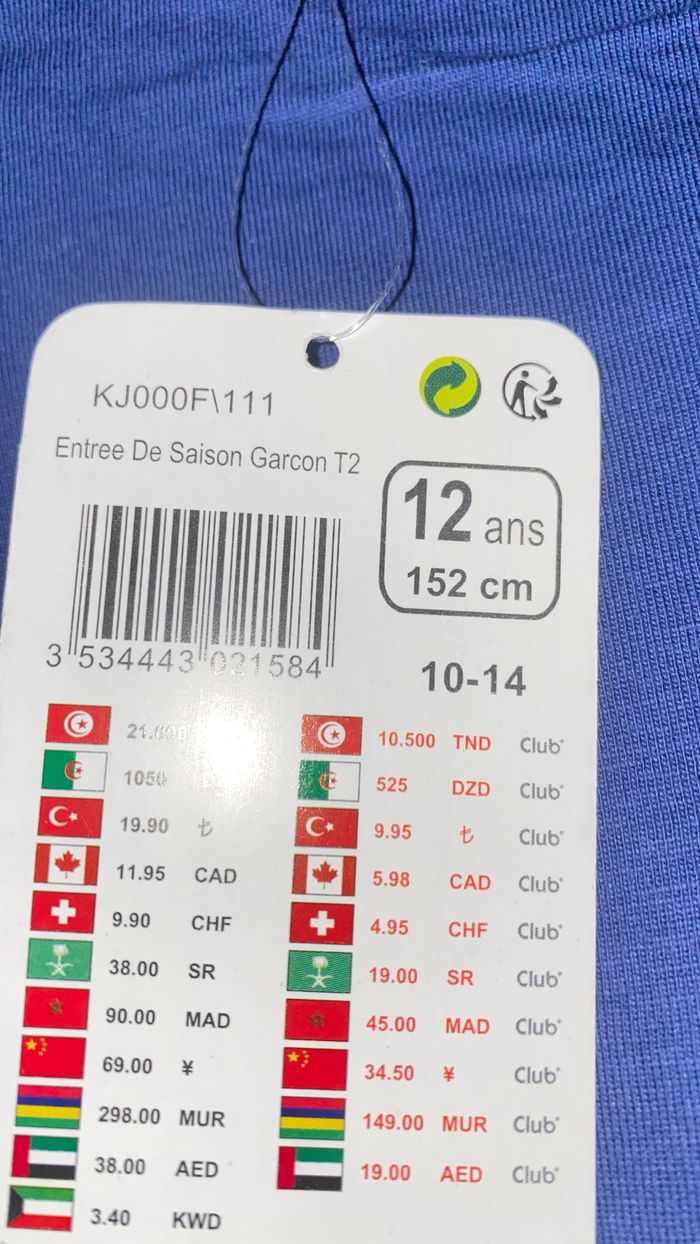 KJ000F\111
Entree De Saison Garcon T2
12 ans
152 cm
3 534443 021584
10-14
10.500 TND Club*
1050
525 DZD Club*
19.90 ₺
9.95 ₺ Club*
11.95 CAD
5.98 CAD Club*
9.90 CHF
4.95 CHF Club*
38.00 SR
19.00 SR Club*
90.00 MAD
45.00 MAD Club*
69.00 ¥
34.50 ¥ Club*
298.00 MUR
149.00 MUR Club*
38.00 AED
19.00 AED Club*
3.40 KWD